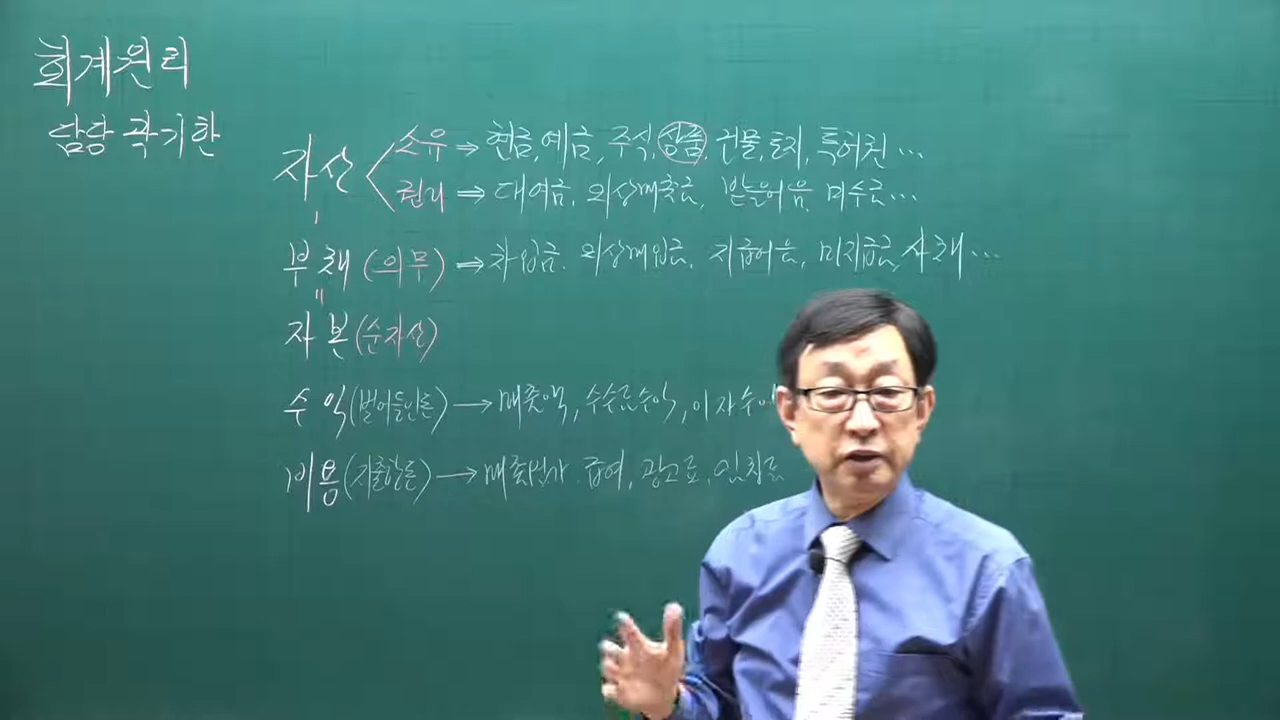 회계원리
담당 곽기한
자산 < 소유 ⇒ 현금, 예금, 주식, 상품, 건물, 토지, 특허권 …
권리 ⇒ 대여금, 외상매출금, 받을어음, 미수금 …
부채 (의무) ⇒ 차입금, 외상매입금, 지급어음, 미지급금, 사채 …
자본 (순자산)
수익 (벌어들인돈) → 매출액, 수수료수익, 이자수
비용 (지출한돈) → 매출원가, 급여, 광고료, 임차료